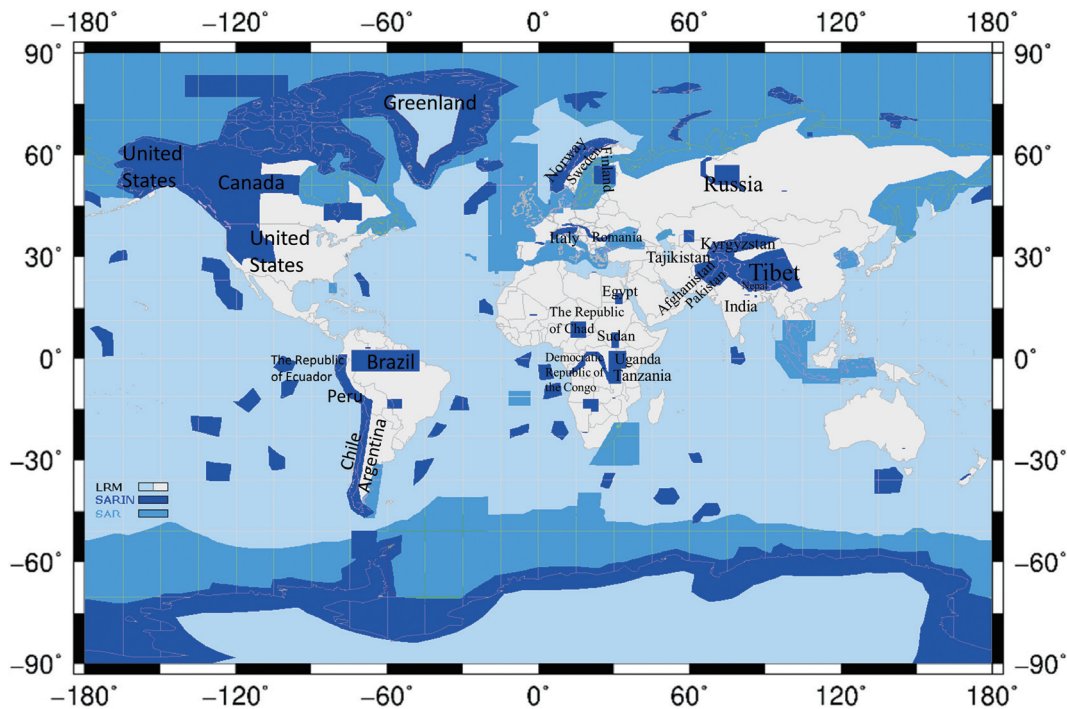 −180° −120° −60° 0° 60° 120° 180°
90° 90°
Greenland
60° 60°
United
States
Canada
Norway
Sweden
Finland
Russia
United
States
Italy
Romania
Kyrgyzstan
Tajikistan
30° 30°
Tibet
Afghanistan
Pakistan
Nepal
India
Egypt
The Republic
of Chad
Sudan
0° 0°
The Republic
of Ecuador
Brazil
Democratic
Republic of
the Congo
Uganda
Tanzania
Peru
Chile
Argentina
−30° −30°
LRM
SARIN
SAR
−60° −60°
−90° −90°
−180° −120° −60° 0° 60° 120° 180°